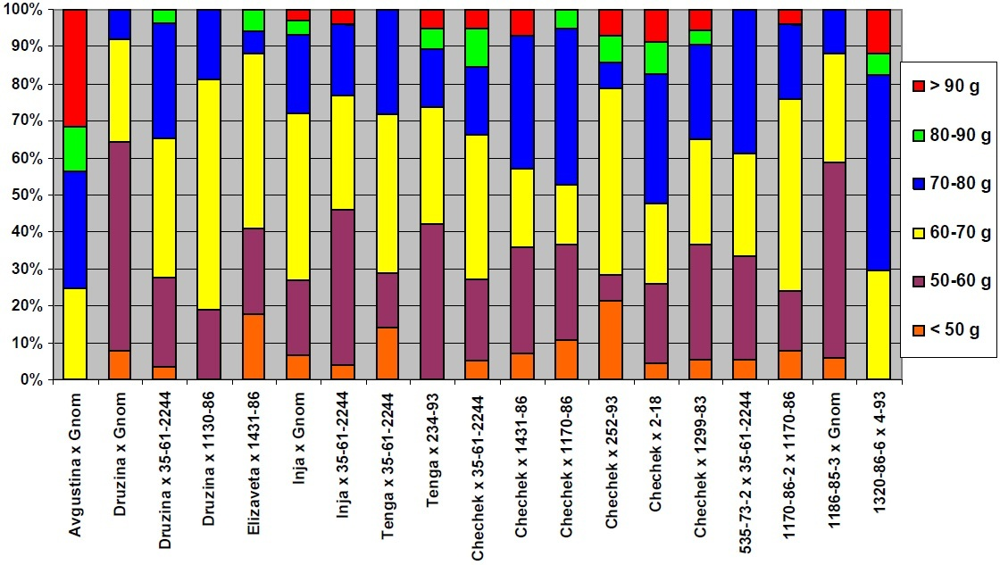 100%
90%
80%
70%
60%
50%
40%
30%
20%
10%
0%
Avgustina x Gnom
Druzina x Gnom
Druzina x 35-61-2244
Druzina x 1130-86
Elizaveta x 1431-86
Inja x Gnom
Inja x 35-61-2244
Tenga x 35-61-2244
Tenga x 234-93
Chechek x 35-61-2244
Chechek x 1431-86
Chechek x 1170-86
Chechek x 252-93
Chechek x 2-18
Chechek x 1299-83
535-73-2 x 35-61-2244
1170-86-2 x 1170-86
1186-85-3 x Gnom
1320-86-6 x 4-93
> 90 g
80-90 g
70-80 g
60-70 g
50-60 g
< 50 g